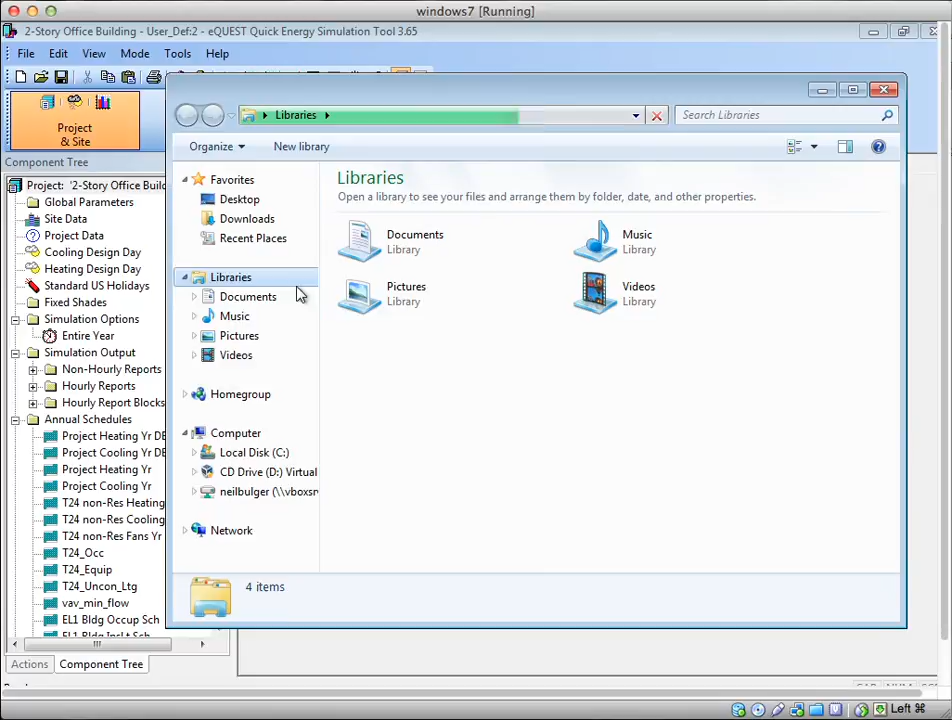 windows7 [Running]
2-Story Office Building - User_Def:2 - eQUEST Quick Energy Simulation Tool 3.65
File Edit View Mode Tools Help
Project
& Site
Component Tree
Project: '2-Story Office Build
Global Parameters
Site Data
Project Data
Cooling Design Day
Heating Design Day
Standard US Holidays
Fixed Shades
Simulation Options
Entire Year
Simulation Output
Non-Hourly Reports
Hourly Reports
Hourly Report Blocks
Annual Schedules
Project Heating Yr DE
Project Cooling Yr DE
Project Heating Yr
Project Cooling Yr
T24 non-Res Heating
T24 non-Res Cooling
T24 non-Res Fans Yr
T24_Occ
T24_Equip
T24_Uncon_Ltg
vav_min_flow
EL1 Bldg Occup Sch
EL1 Bldg InsLt Sch
Actions Component Tree
Libraries
Search Libraries
Organize New library
Favorites
Desktop
Downloads
Recent Places
Libraries
Documents
Music
Pictures
Videos
Homegroup
Computer
Local Disk (C:)
CD Drive (D:) Virtual
neilbulger (\\vboxsr
Network
Libraries
Open a library to see your files and arrange them by folder, date, and other properties.
Documents
Library
Music
Library
Pictures
Library
Videos
Library
4 items
Left ⌘